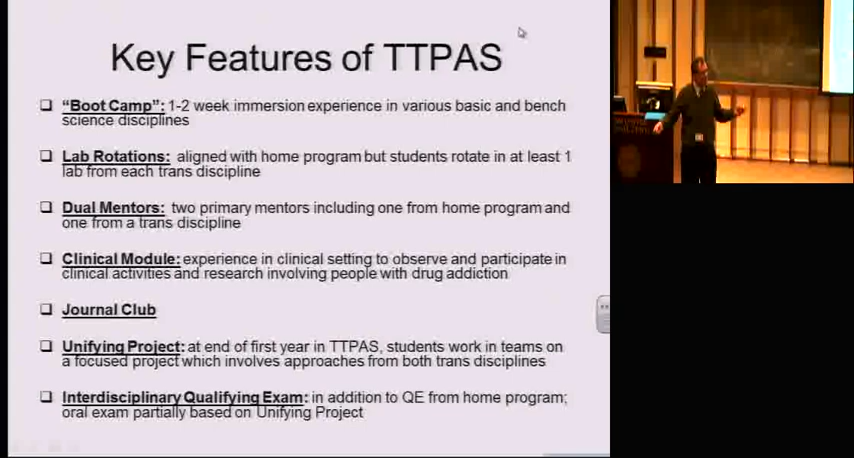 Key Features of TTPAS
❑ “Boot Camp”: 1-2 week immersion experience in various basic and bench
science disciplines
❑ Lab Rotations: aligned with home program but students rotate in at least 1
lab from each trans discipline
❑ Dual Mentors: two primary mentors including one from home program and
one from a trans discipline
❑ Clinical Module: experience in clinical setting to observe and participate in
clinical activities and research involving people with drug addiction
❑ Journal Club
❑ Unifying Project: at end of first year in TTPAS, students work in teams on
a focused project which involves approaches from both trans disciplines
❑ Interdisciplinary Qualifying Exam: in addition to QE from home program;
oral exam partially based on Unifying Project